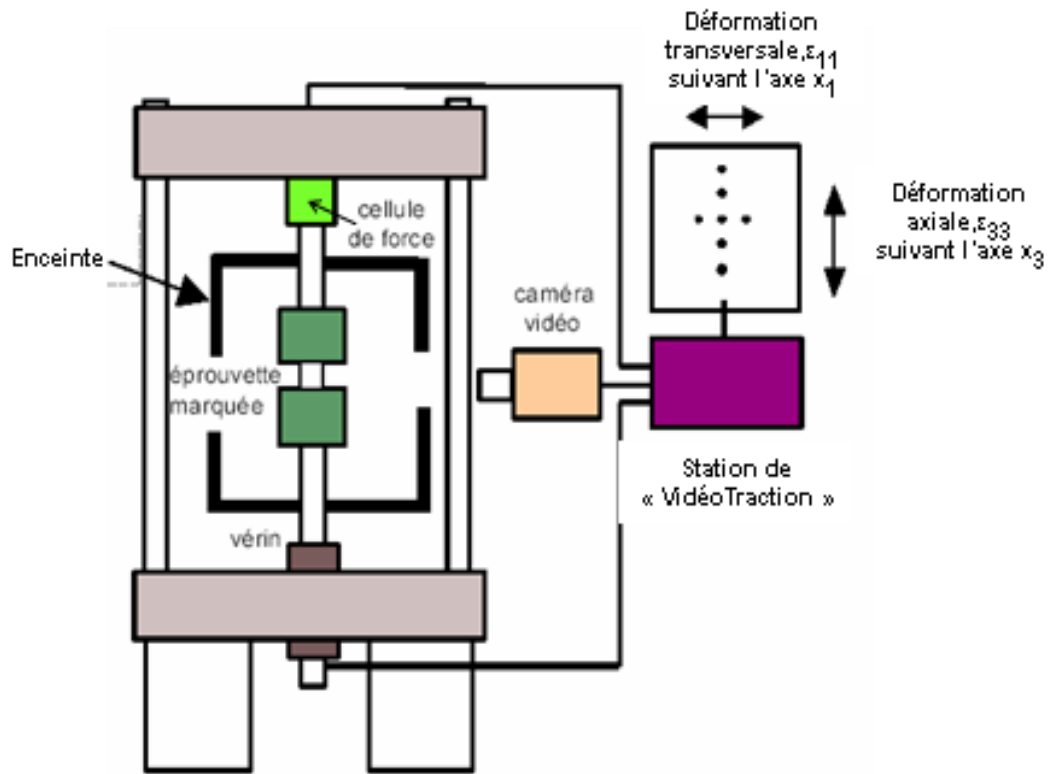 Déformation
transversale,ε11
suivant l'axe x1
cellule
de force
Déformation
axiale,ε33
suivant l'axe x3
Enceinte
caméra
vidéo
éprouvette
marquée
Station de
« VidéoTraction »
vérin